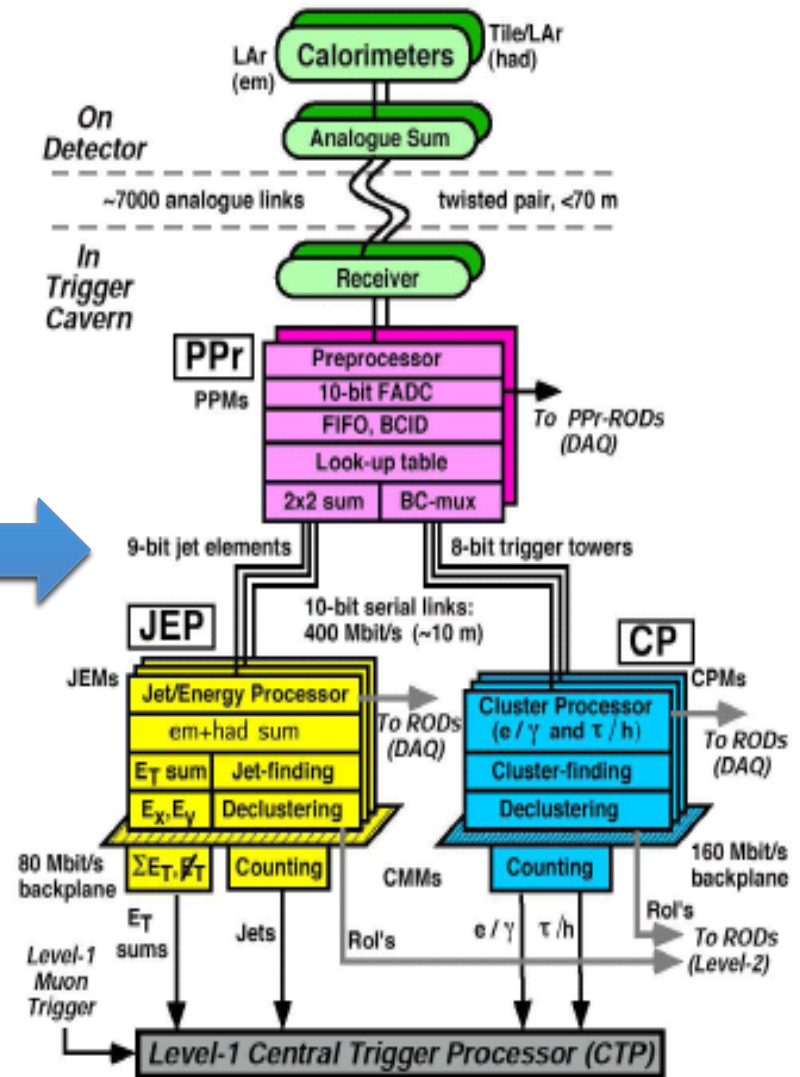 LAr
(em)
Calorimeters
Tile/LAr
(had)
On
Detector
Analogue Sum
~7000 analogue links
twisted pair, <70 m
In
Trigger
Cavern
Receiver
PPr
PPMs
Preprocessor
10-bit FADC
FIFO, BCID
Look-up table
2x2 sum
BC-mux
To PPr-RODs
(DAQ)
9-bit jet elements
8-bit trigger towers
10-bit serial links:
400 Mbit/s (~10 m)
JEP
CP
JEMs
Jet/Energy Processor
em+had sum
ET sum
Jet-finding
Ex,Ey
Declustering
To RODs
(DAQ)
CPMs
Cluster Processor
(e / γ and τ / h)
Cluster-finding
Declustering
To RODs
(DAQ)
80 Mbit/s
backplane
ΣET,E̸T
Counting
CMMs
Counting
160 Mbit/s
backplane
ET
sums
Jets
RoI's
e / γ
τ /h
RoI's
To RODs
(Level-2)
Level-1
Muon
Trigger
Level-1 Central Trigger Processor (CTP)